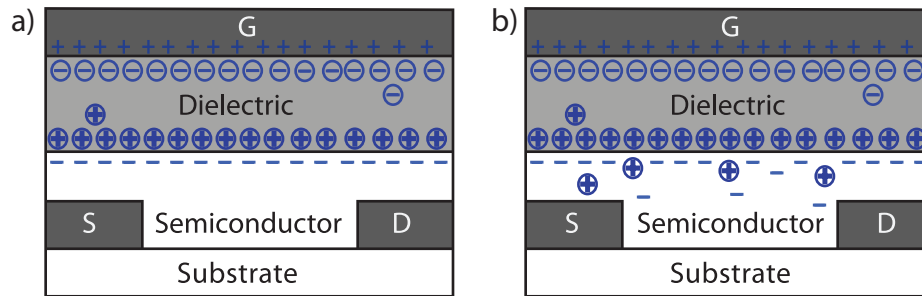 a)
G
Dielectric
S
Semiconductor
D
Substrate
b)
G
Dielectric
S
Semiconductor
D
Substrate